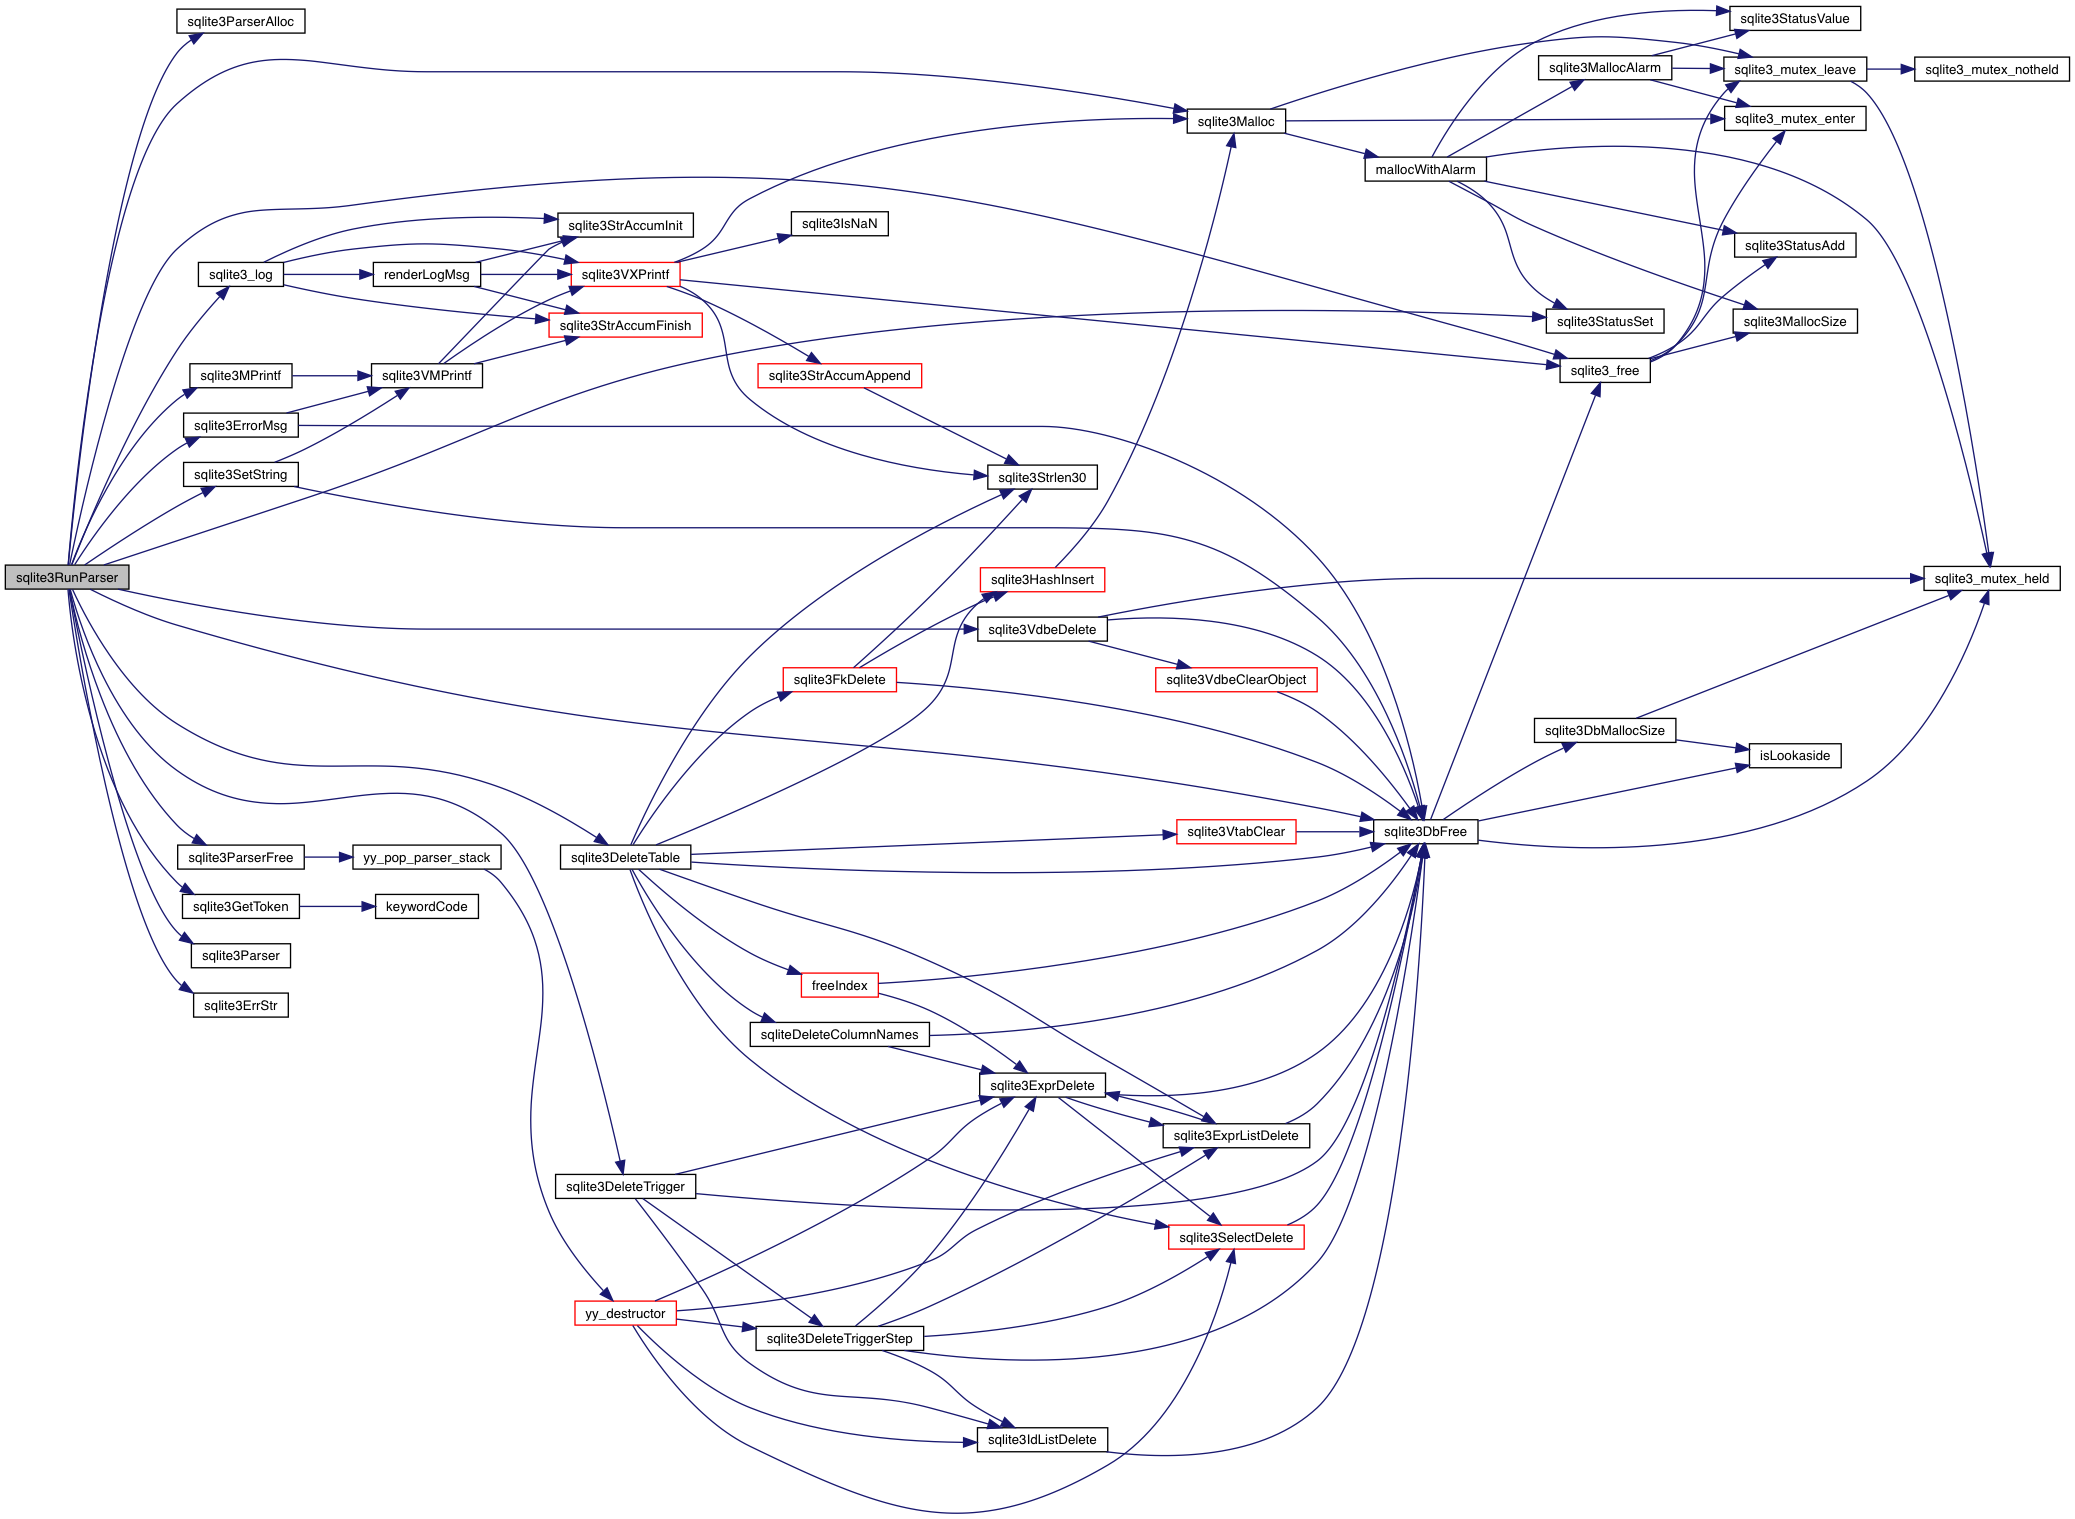 sqlite3ParserAlloc
sqlite3StatusValue
sqlite3MallocAlarm
sqlite3_mutex_leave
sqlite3_mutex_notheld
sqlite3Malloc
sqlite3_mutex_enter
mallocWithAlarm
sqlite3StrAccumInit
sqlite3IsNaN
sqlite3StatusAdd
sqlite3_log
renderLogMsg
sqlite3VXPrintf
sqlite3StrAccumFinish
sqlite3StatusSet
sqlite3MallocSize
sqlite3MPrintf
sqlite3VMPrintf
sqlite3StrAccumAppend
sqlite3_free
sqlite3ErrorMsg
sqlite3SetString
sqlite3Strlen30
sqlite3RunParser
sqlite3HashInsert
sqlite3_mutex_held
sqlite3VdbeDelete
sqlite3FkDelete
sqlite3VdbeClearObject
sqlite3DbMallocSize
isLookaside
sqlite3VtabClear
sqlite3DbFree
sqlite3ParserFree
yy_pop_parser_stack
sqlite3DeleteTable
sqlite3GetToken
keywordCode
sqlite3Parser
freeIndex
sqlite3ErrStr
sqliteDeleteColumnNames
sqlite3ExprDelete
sqlite3ExprListDelete
sqlite3DeleteTrigger
sqlite3SelectDelete
yy_destructor
sqlite3DeleteTriggerStep
sqlite3IdListDelete